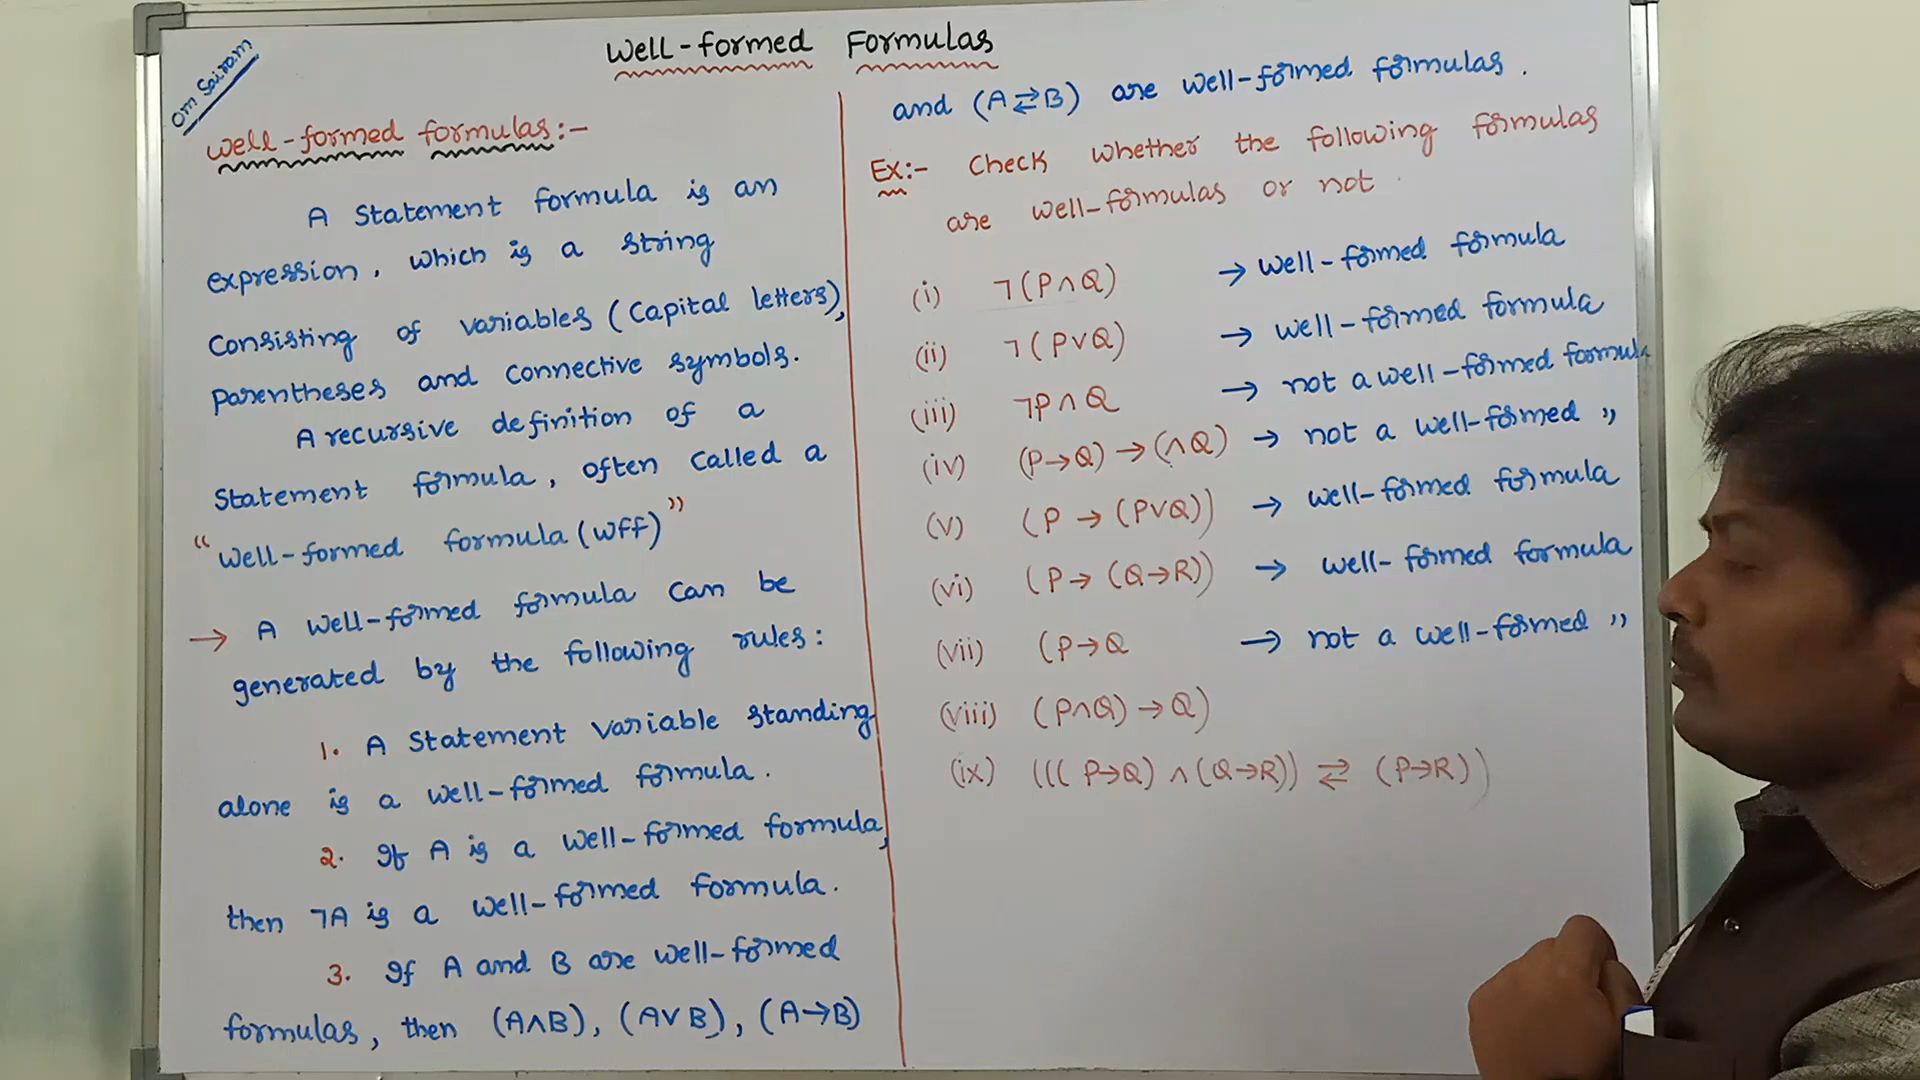 Well-formed Formulas
Om Sairam
Well-formed formulas:-
A Statement formula is an
expression, which is a string
Consisting of variables (Capital letters),
Parentheses and connective symbols.
A recursive definition of a
Statement formula, often called a
"Well-formed formula (wff)"
→ A well-formed formula can be
generated by the following rules:
1. A Statement variable standing
alone is a well-formed formula.
2. If A is a well-formed formula,
then ¬A is a well-formed formula.
3. If A and B are well-formed
formulas, then (A∧B), (A∨B), (A→B)
and (A⇄B) are well-formed formulas.
Ex:- Check whether the following formulas
are well-formulas or not.
(i) ¬(P∧Q) → well-formed formula
(ii) ¬(P∨Q) → well-formed formula
(iii) ¬P∧Q → not a well-formed formula
(iv) (P→Q)→(∧Q) → not a well-formed "
(v) (P→(P∨Q)) → well-formed formula
(vi) (P→(Q→R)) → well-formed formula
(vii) (P→Q → not a well-formed "
(viii) (P∧Q)→Q)
(ix) (((P→Q)∧(Q→R)) ⇄ (P→R))